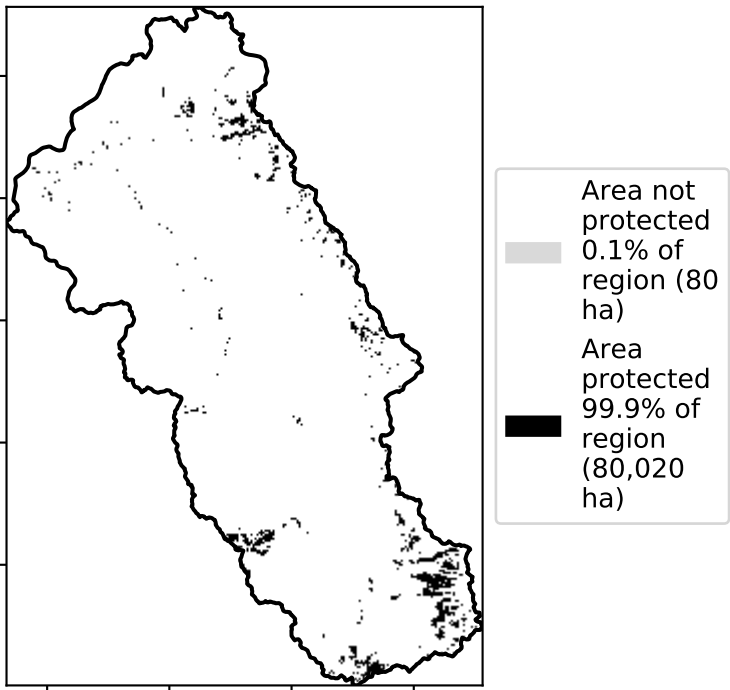 Area not
protected
0.1% of
region (80
ha)
Area
protected
99.9% of
region
(80,020
ha)